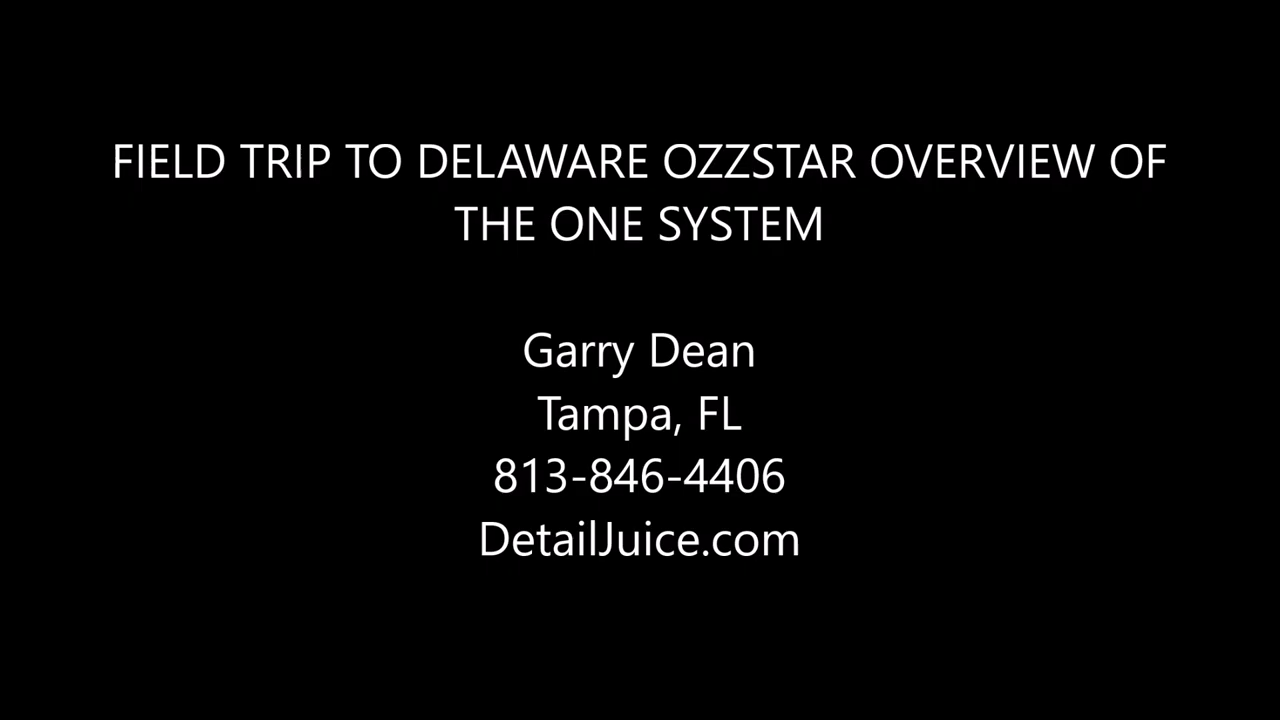 FIELD TRIP TO DELAWARE OZZSTAR OVERVIEW OF
THE ONE SYSTEM
Garry Dean
Tampa, FL
813-846-4406
DetailJuice.com